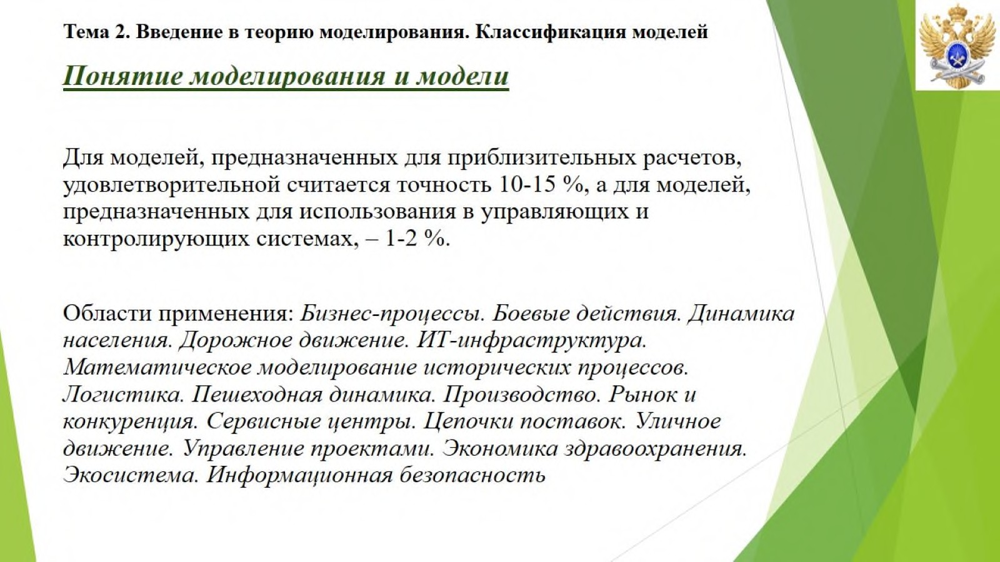 Тема 2. Введение в теорию моделирования. Классификация моделей
Понятие моделирования и модели
Для моделей, предназначенных для приблизительных расчетов,
удовлетворительной считается точность 10-15 %, а для моделей,
предназначенных для использования в управляющих и
контролирующих системах, – 1-2 %.
Области применения: Бизнес-процессы. Боевые действия. Динамика
населения. Дорожное движение. ИТ-инфраструктура.
Математическое моделирование исторических процессов.
Логистика. Пешеходная динамика. Производство. Рынок и
конкуренция. Сервисные центры. Цепочки поставок. Уличное
движение. Управление проектами. Экономика здравоохранения.
Экосистема. Информационная безопасность